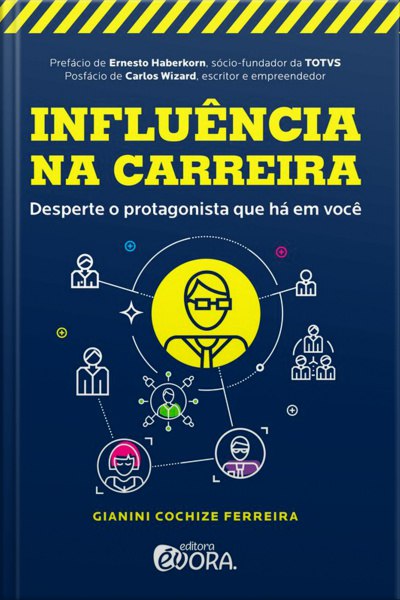 Prefácio de Ernesto Haberkorn, sócio-fundador da TOTVS
Posfácio de Carlos Wizard, escritor e empreendedor
INFLUÊNCIA
NA CARREIRA
Desperte o protagonista que há em você
GIANINI COCHIZE FERREIRA
editora
ÉVORA.